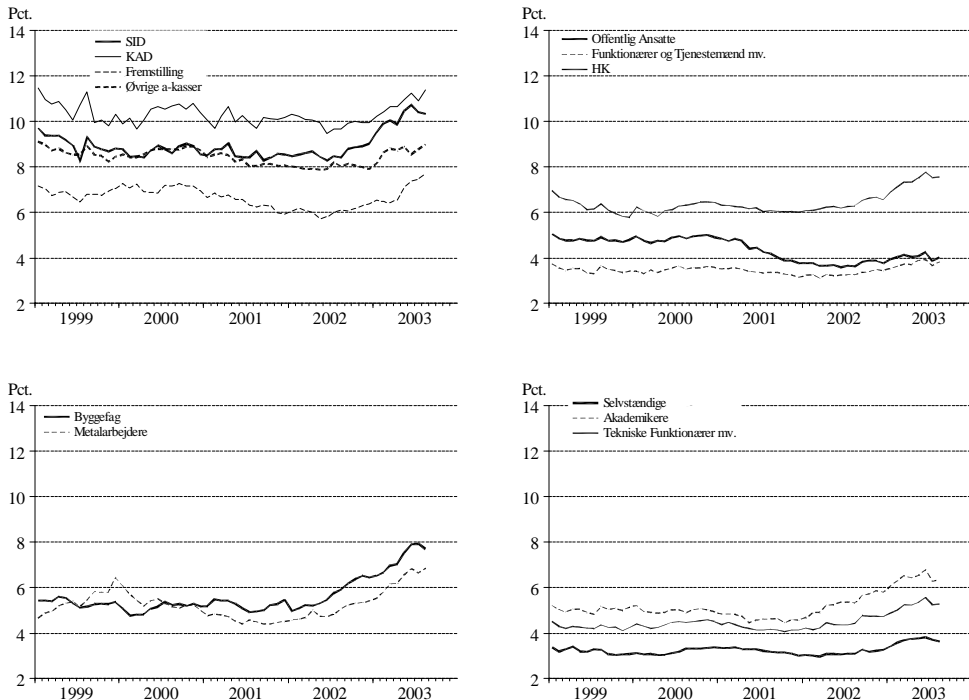 Pct.
14
12
10
8
6
4
2
SID
KAD
Fremstilling
Øvrige a-kasser
1999 2000 2001 2002 2003
Pct.
14
12
10
8
6
4
2
Offentlig Ansatte
Funktionærer og Tjenestemænd mv.
HK
1999 2000 2001 2002 2003
Pct.
14
12
10
8
6
4
2
Byggefag
Metalarbejdere
1999 2000 2001 2002 2003
Pct.
14
12
10
8
6
4
2
Selvstændige
Akademikere
Tekniske Funktionærer mv.
1999 2000 2001 2002 2003